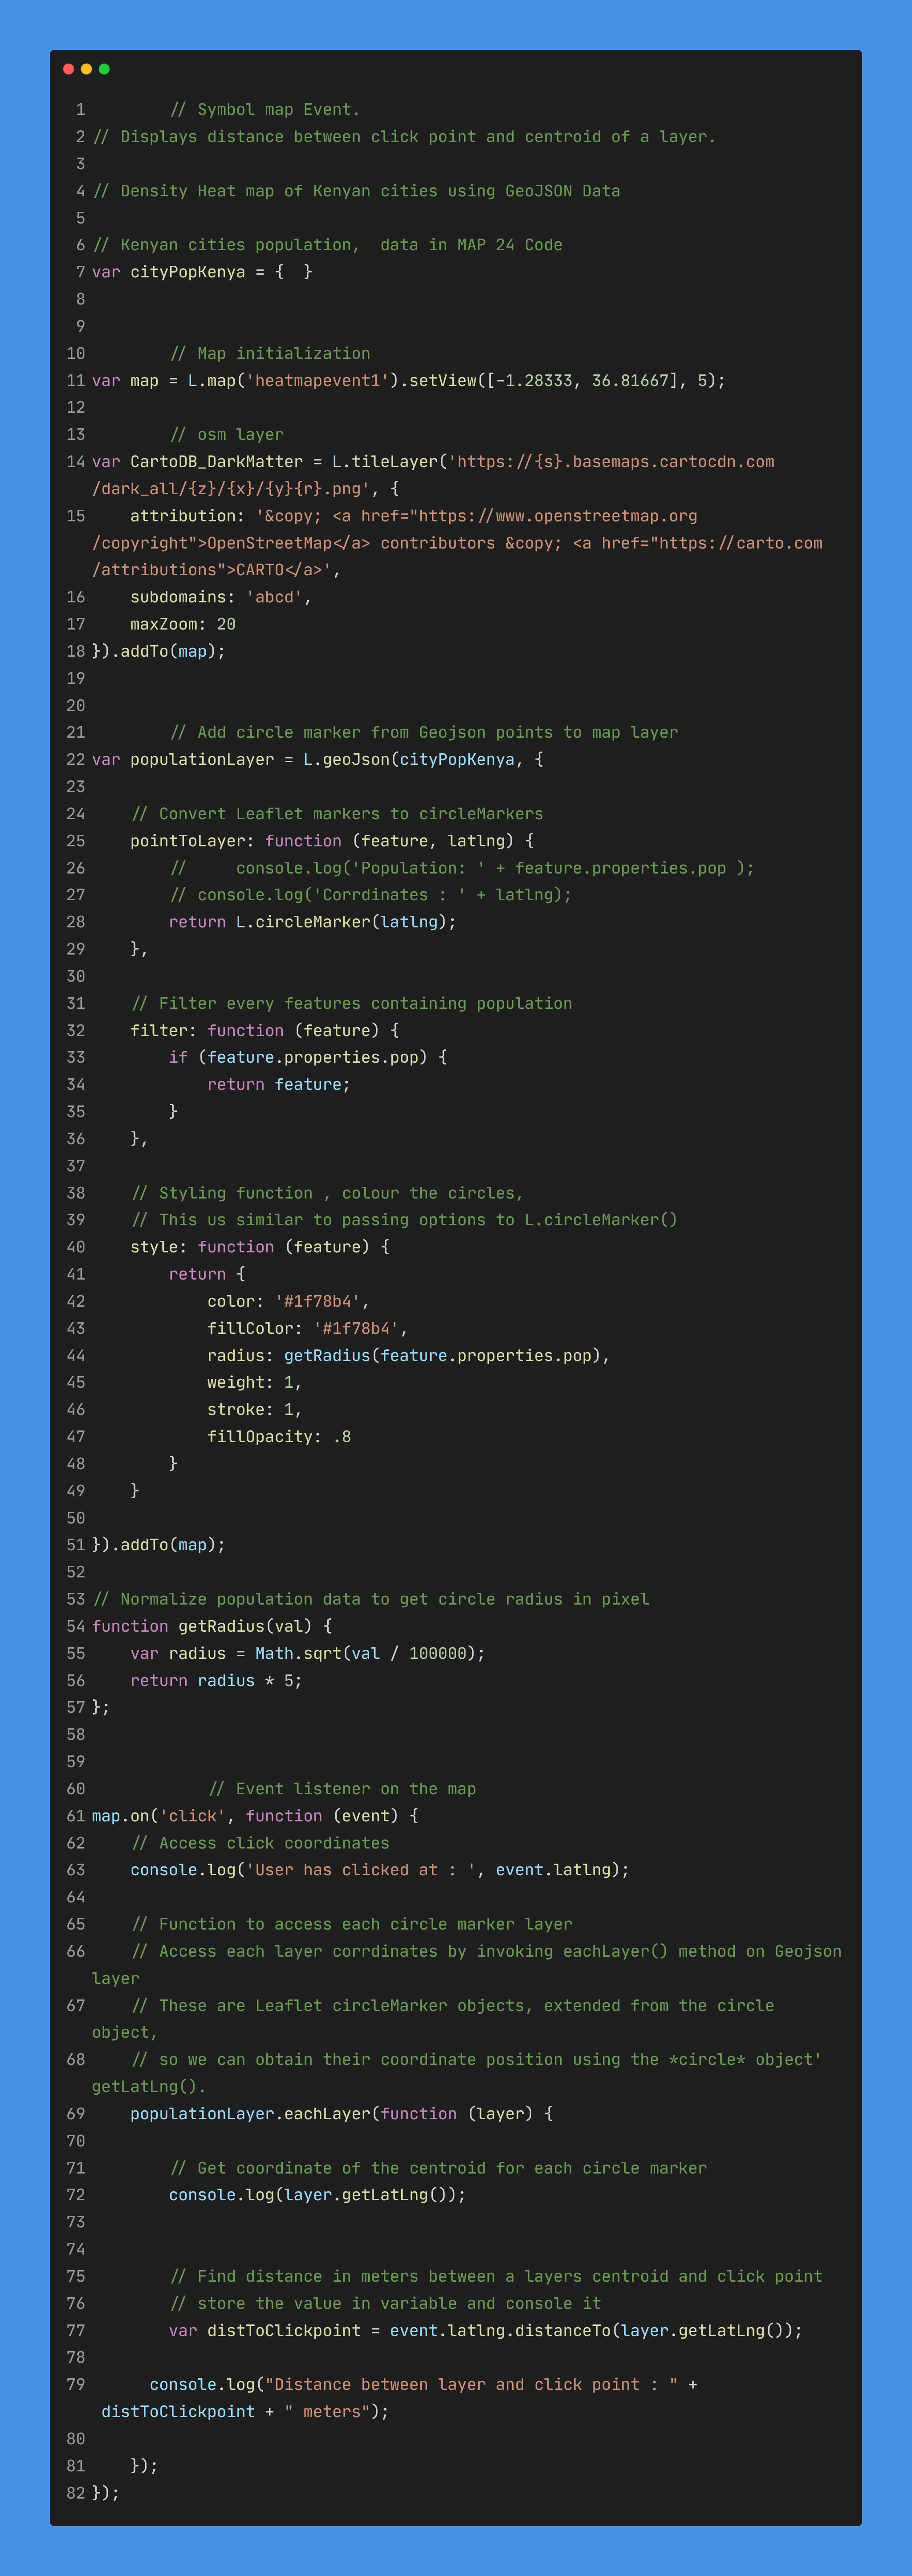 1         // Symbol map Event.
2 // Displays distance between click point and centroid of a layer.
3
4 // Density Heat map of Kenyan cities using GeoJSON Data
5
6 // Kenyan cities population,  data in MAP 24 Code
7 var cityPopKenya = {  }
8
9
10         // Map initialization
11 var map = L.map('heatmapevent1').setView([-1.28333, 36.81667], 5);
12
13         // osm layer
14 var CartoDB_DarkMatter = L.tileLayer('https://{s}.basemaps.cartocdn.com
/dark_all/{z}/{x}/{y}{r}.png', {
15     attribution: '&copy; <a href="https://www.openstreetmap.org
/copyright">OpenStreetMap</a> contributors &copy; <a href="https://carto.com
/attributions">CARTO</a>',
16     subdomains: 'abcd',
17     maxZoom: 20
18 }).addTo(map);
19
20
21         // Add circle marker from Geojson points to map layer
22 var populationLayer = L.geoJson(cityPopKenya, {
23
24     // Convert Leaflet markers to circleMarkers
25     pointToLayer: function (feature, latlng) {
26         //     console.log('Population: ' + feature.properties.pop );
27         // console.log('Corrdinates : ' + latlng);
28         return L.circleMarker(latlng);
29     },
30
31     // Filter every features containing population
32     filter: function (feature) {
33         if (feature.properties.pop) {
34             return feature;
35         }
36     },
37
38     // Styling function , colour the circles,
39     // This us similar to passing options to L.circleMarker()
40     style: function (feature) {
41         return {
42             color: '#1f78b4',
43             fillColor: '#1f78b4',
44             radius: getRadius(feature.properties.pop),
45             weight: 1,
46             stroke: 1,
47             fillOpacity: .8
48         }
49     }
50
51 }).addTo(map);
52
53 // Normalize population data to get circle radius in pixel
54 function getRadius(val) {
55     var radius = Math.sqrt(val / 100000);
56     return radius * 5;
57 };
58
59
60             // Event listener on the map
61 map.on('click', function (event) {
62     // Access click coordinates
63     console.log('User has clicked at : ', event.latlng);
64
65     // Function to access each circle marker layer
66     // Access each layer corrdinates by invoking eachLayer() method on Geojson
layer
67     // These are Leaflet circleMarker objects, extended from the circle
object,
68     // so we can obtain their coordinate position using the *circle* object'
getLatLng().
69     populationLayer.eachLayer(function (layer) {
70
71         // Get coordinate of the centroid for each circle marker
72         console.log(layer.getLatLng());
73
74
75         // Find distance in meters between a layers centroid and click point
76         // store the value in variable and console it
77         var distToClickpoint = event.latlng.distanceTo(layer.getLatLng());
78
79       console.log("Distance between layer and click point : " +
 distToClickpoint + " meters");
80
81     });
82 });